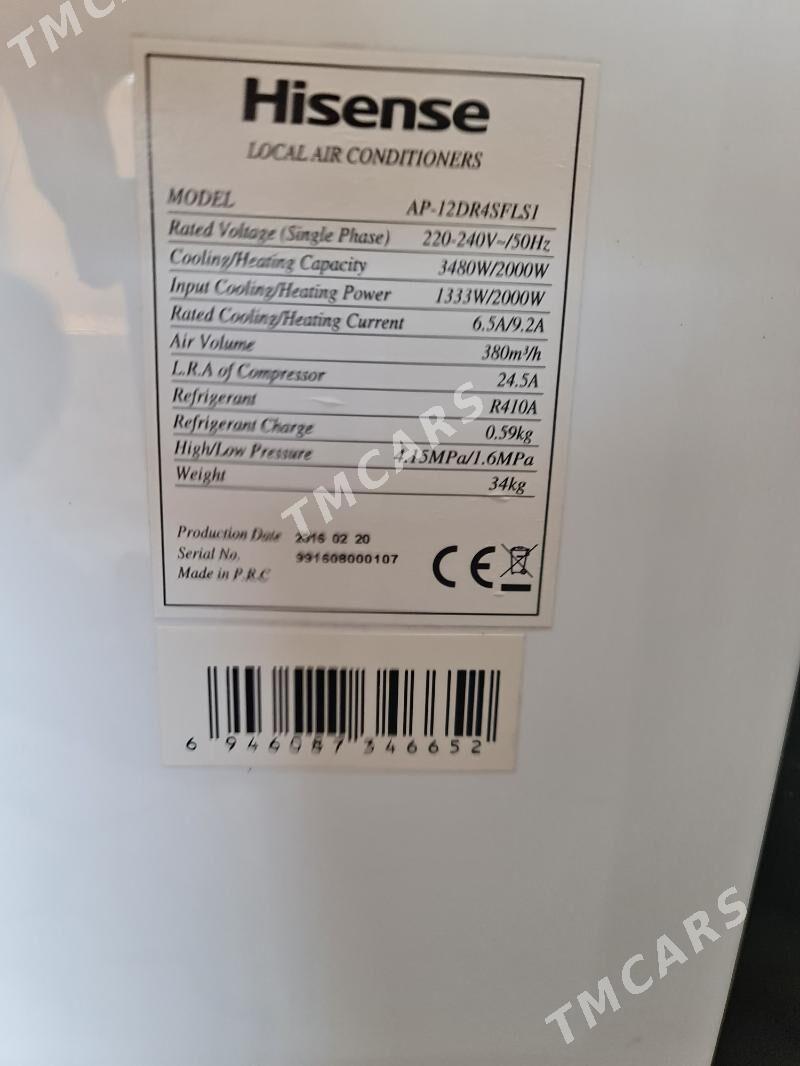 TMCARS
Hisense
LOCAL AIR CONDITIONERS
MODEL AP-12DR4SFLS1
Rated Voltage (Single Phase) 220-240V~/50Hz
Cooling/Heating Capacity 3480W/2000W
Input Cooling/Heating Power 1333W/2000W
Rated Cooling/Heating Current 6.5A/9.2A
Air Volume 380m³/h
L.R.A of Compressor 24.5A
Refrigerant R410A
Refrigerant Charge 0.59kg
High/Low Pressure 4.15MPa/1.6MPa
Weight 34kg
TMCARS
Production Date 2016 02 20
Serial No. 991608000107
Made in P.R.C
CE
6 946087 346652
TMCARS